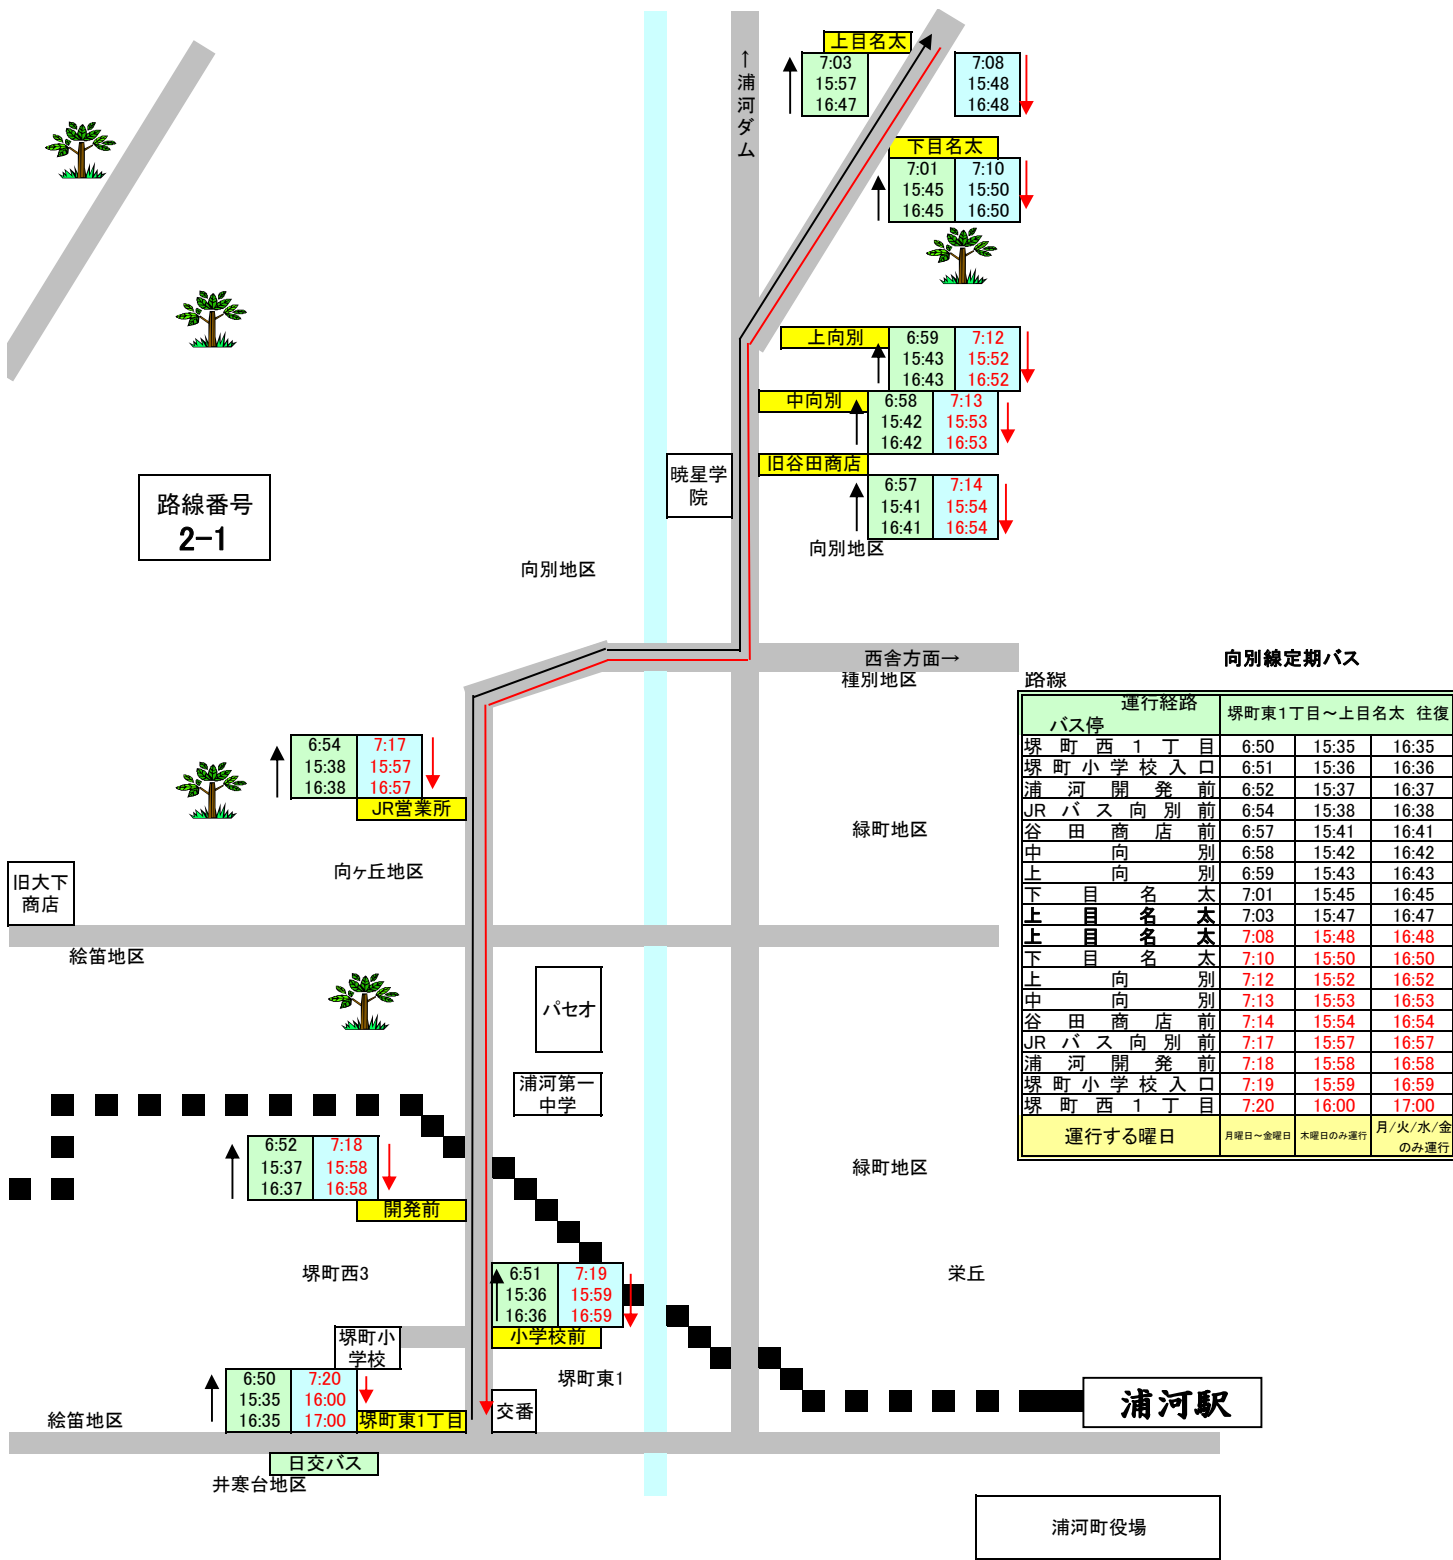 上目名太
7:03
15:57
16:47
7:08
15:48
16:48
↑浦河ダム
下目名太
7:01 7:10
15:45 15:50
16:45 16:50
上向別
6:59 7:12
15:43 15:52
16:43 16:52
中向別
6:58 7:13
15:42 15:53
16:42 16:53
旧谷田商店
6:57 7:14
15:41 15:54
16:41 16:54
暁星学
院
路線番号
2-1
向別地区
向別地区
西舎方面→
種別地区
向別線定期バス
路線
運行経路
バス停
堺町東1丁目～上目名太 往復
堺町西1丁目 6:50 15:35 16:35
堺町小学校入口 6:51 15:36 16:36
浦河開発前 6:52 15:37 16:37
JRバス向別前 6:54 15:38 16:38
谷田商店前 6:57 15:41 16:41
中向別 6:58 15:42 16:42
上向別 6:59 15:43 16:43
下目名太 7:01 15:45 16:45
上目名太 7:03 15:47 16:47
上目名太 7:08 15:48 16:48
下目名太 7:10 15:50 16:50
上向別 7:12 15:52 16:52
中向別 7:13 15:53 16:53
谷田商店前 7:14 15:54 16:54
JRバス向別前 7:17 15:57 16:57
浦河開発前 7:18 15:58 16:58
堺町小学校入口 7:19 15:59 16:59
堺町西1丁目 7:20 16:00 17:00
運行する曜日 月曜日～金曜日 木曜日のみ運行 月/火/水/金
のみ運行
6:54 7:17
15:38 15:57
16:38 16:57
JR営業所
緑町地区
向ヶ丘地区
旧大下
商店
絵笛地区
パセオ
浦河第一
中学
6:52 7:18
15:37 15:58
16:37 16:58
開発前
緑町地区
堺町西3
栄丘
6:51 7:19
15:36 15:59
16:36 16:59
小学校前
堺町小
学校
堺町東1
6:50 7:20
15:35 16:00
16:35 17:00
堺町東1丁目
交番
浦河駅
絵笛地区
日交バス
井寒台地区
浦河町役場